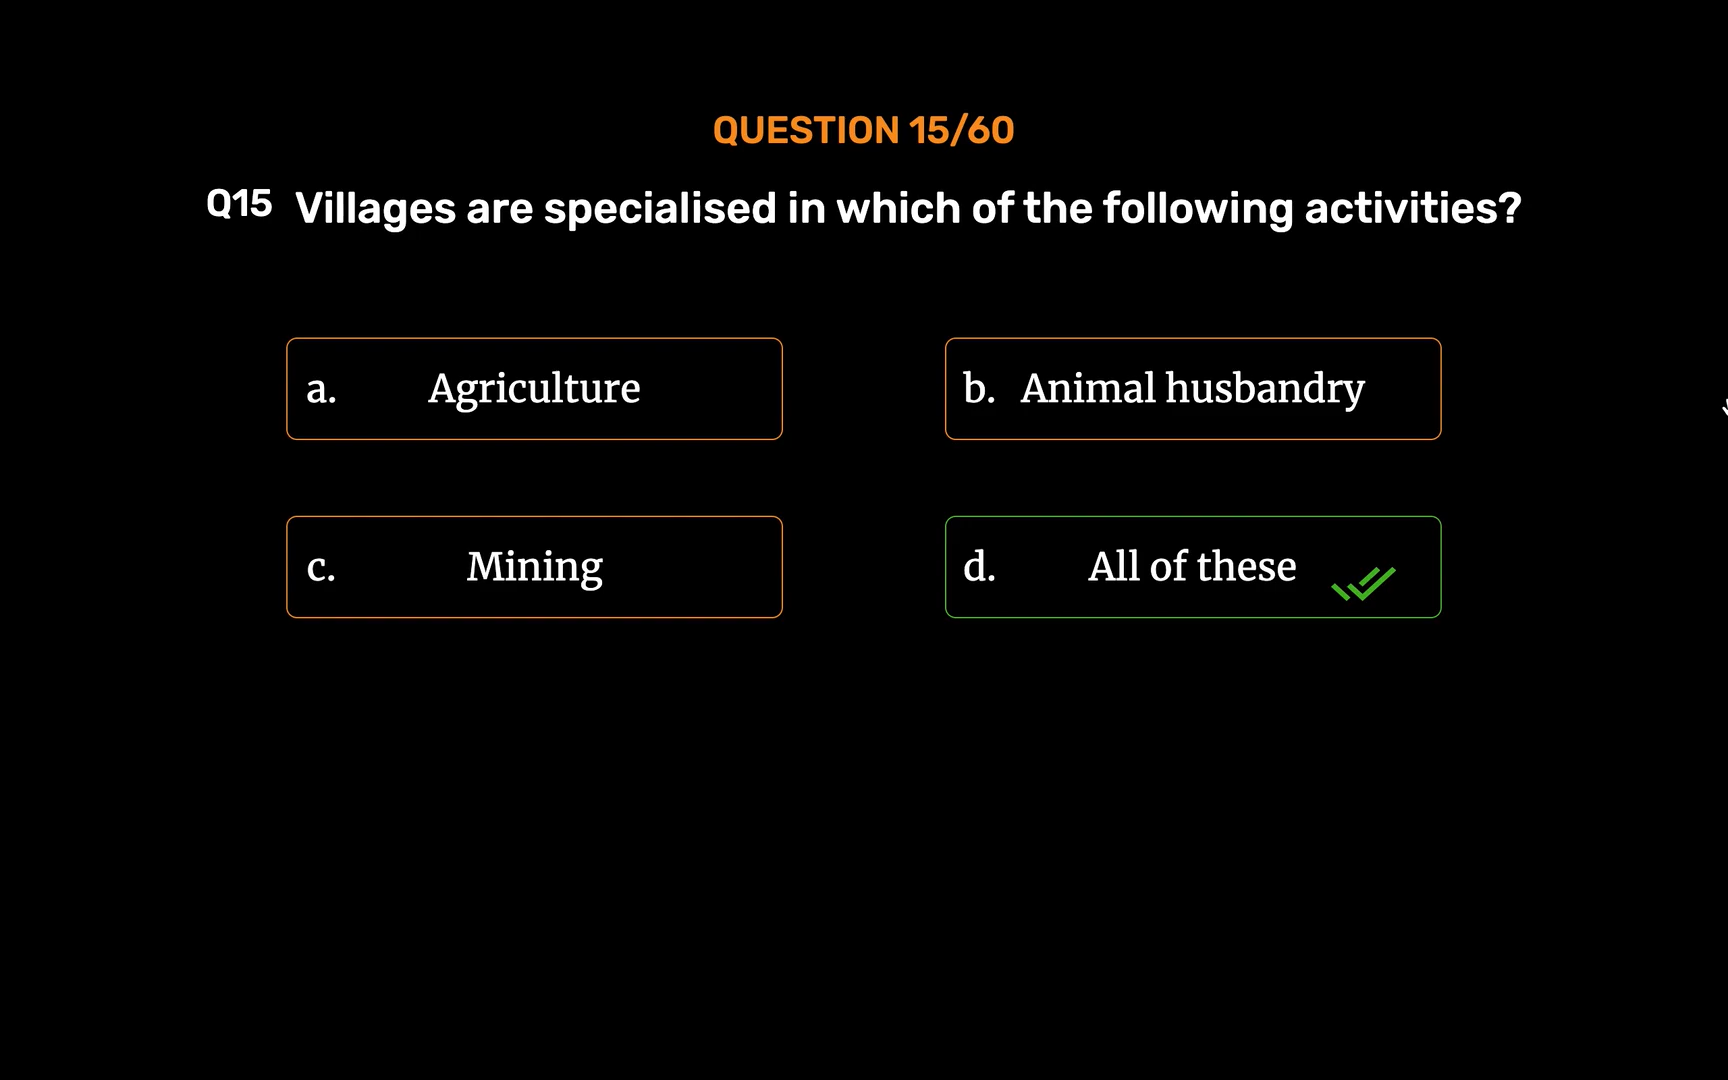 QUESTION 15/60
Q15 Villages are specialised in which of the following activities?
a. Agriculture
b. Animal husbandry
c. Mining
d. All of these